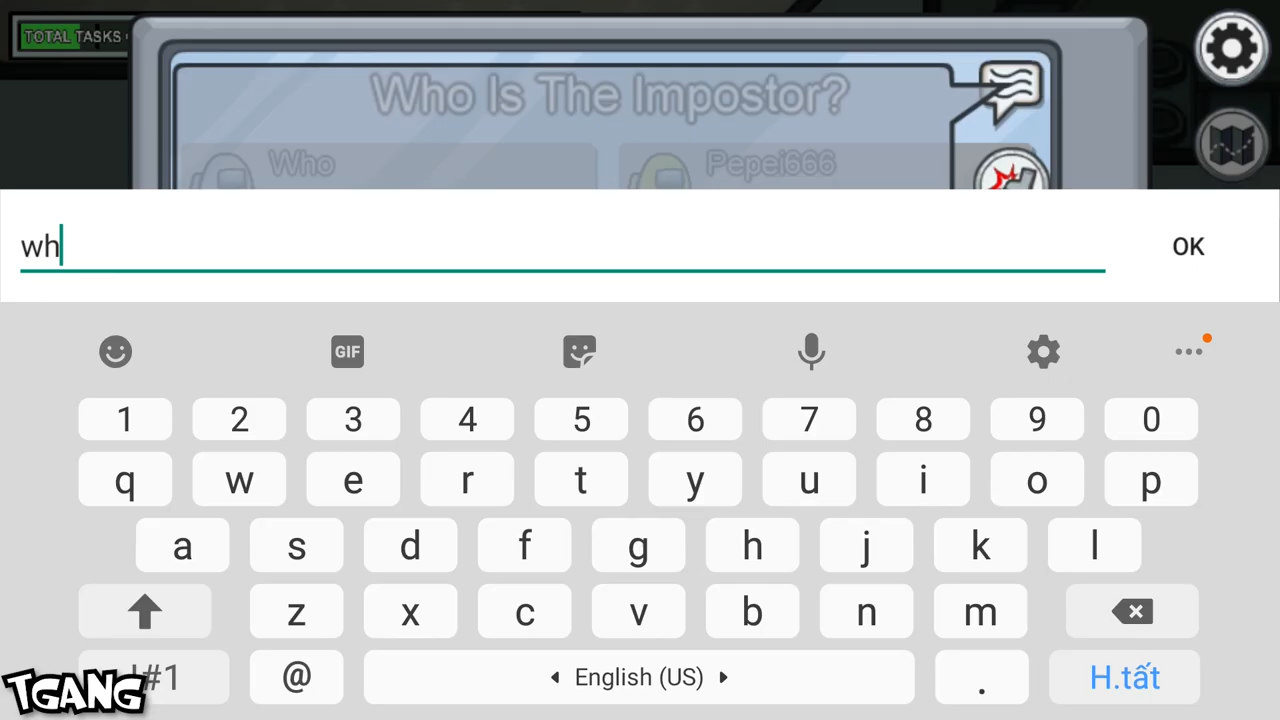 TOTAL TASKS
Who Is The Impostor?
Who
Pepei666
wh
OK
GIF
1 2 3 4 5 6 7 8 9 0
q w e r t y u i o p
a s d f g h j k l
z x c v b n m
!#1 @ English (US) . H.tất
TGANG